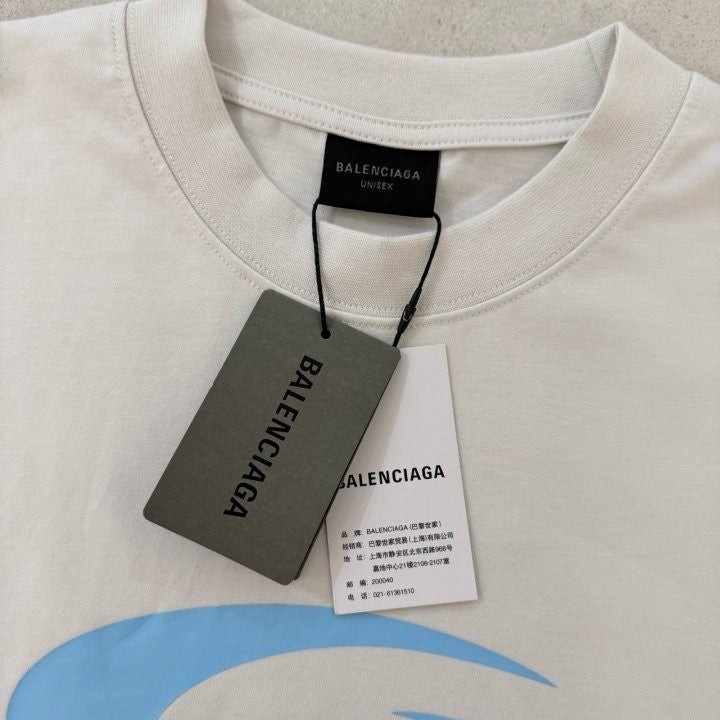 BALENCIAGA
UNISEX
BALENCIAGA
BALENCIAGA
品 牌: BALENCIAGA (巴黎世家)
经销商: 巴黎世家贸易(上海)有限公司
地 址: 上海市静安区北京西路968号
嘉地中心21楼2106-2107室
邮 编: 200040
电 话: 021-61361510